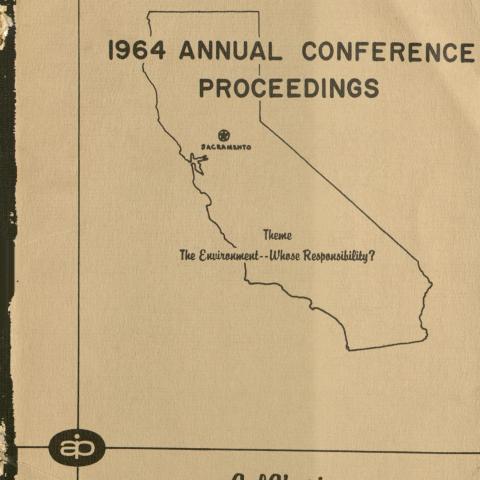 1964 ANNUAL CONFERENCE
PROCEEDINGS
SACRAMENTO
Theme
The Environment--Whose Responsibility?
aip